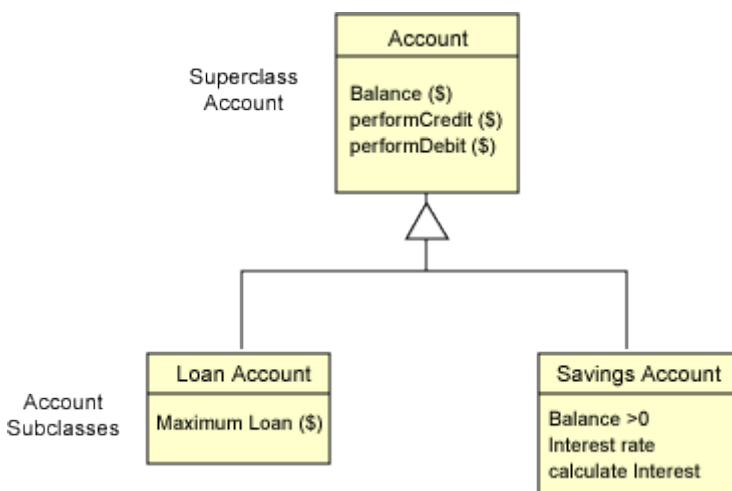 Account
Superclass
Account
Balance ($)
performCredit ($)
performDebit ($)
Loan Account
Savings Account
Account
Subclasses
Maximum Loan ($)
Balance >0
Interest rate
calculate Interest